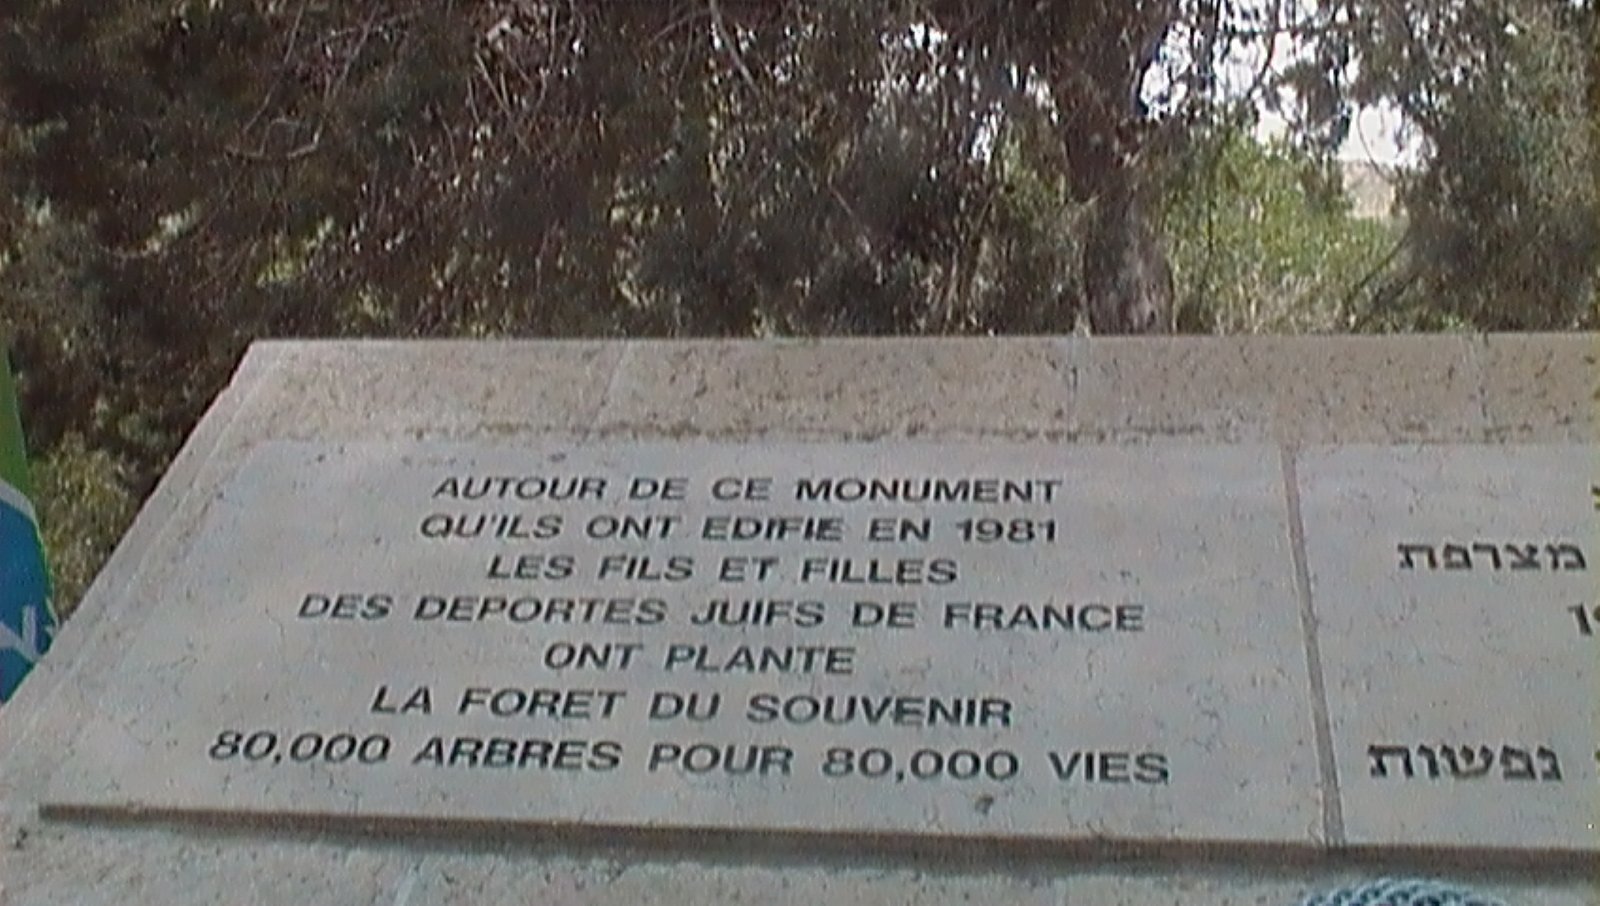 AUTOUR DE CE MONUMENT
QU'ILS ONT EDIFIE EN 1981
LES FILS ET FILLES
DES DEPORTES JUIFS DE FRANCE
ONT PLANTE
LA FORET DU SOUVENIR
80,000 ARBRES POUR 80,000 VIES
מצרפת
נפשות